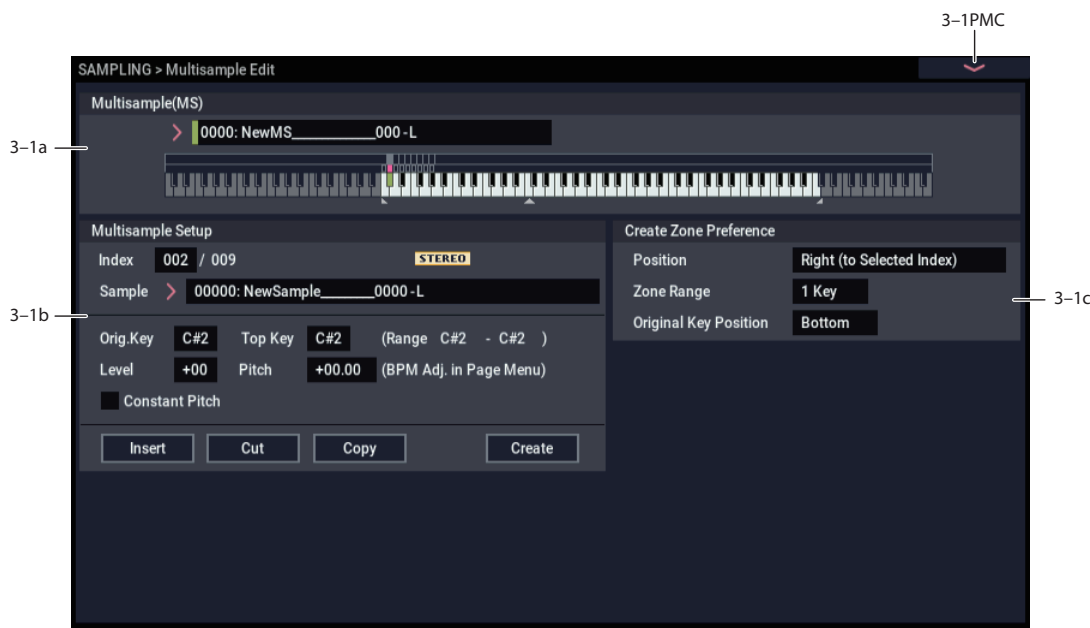 3–1PMC
SAMPLING > Multisample Edit
Multisample(MS)
0000: NewMS___________000-L
3–1a
Multisample Setup
Index 002 / 009 STEREO
Sample 00000: NewSample_______0000-L
3–1b
Orig.Key C#2 Top Key C#2 (Range C#2 - C#2 )
Level +00 Pitch +00.00 (BPM Adj. in Page Menu)
Constant Pitch
Insert Cut Copy Create
Create Zone Preference
Position Right (to Selected Index)
Zone Range 1 Key
3–1c
Original Key Position Bottom